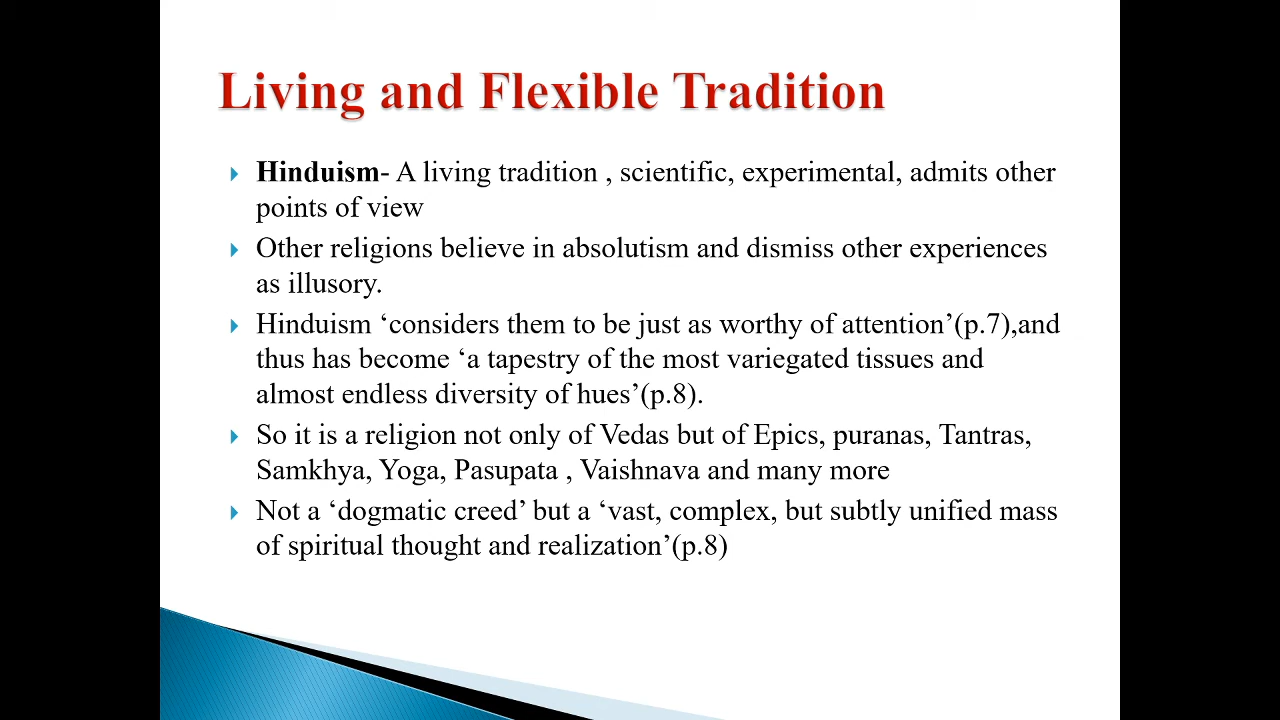 Living and Flexible Tradition
Hinduism- A living tradition , scientific, experimental, admits other
points of view
Other religions believe in absolutism and dismiss other experiences
as illusory.
Hinduism ‘considers them to be just as worthy of attention’(p.7),and
thus has become ‘a tapestry of the most variegated tissues and
almost endless diversity of hues’(p.8).
So it is a religion not only of Vedas but of Epics, puranas, Tantras,
Samkhya, Yoga, Pasupata , Vaishnava and many more
Not a ‘dogmatic creed’ but a ‘vast, complex, but subtly unified mass
of spiritual thought and realization’(p.8)